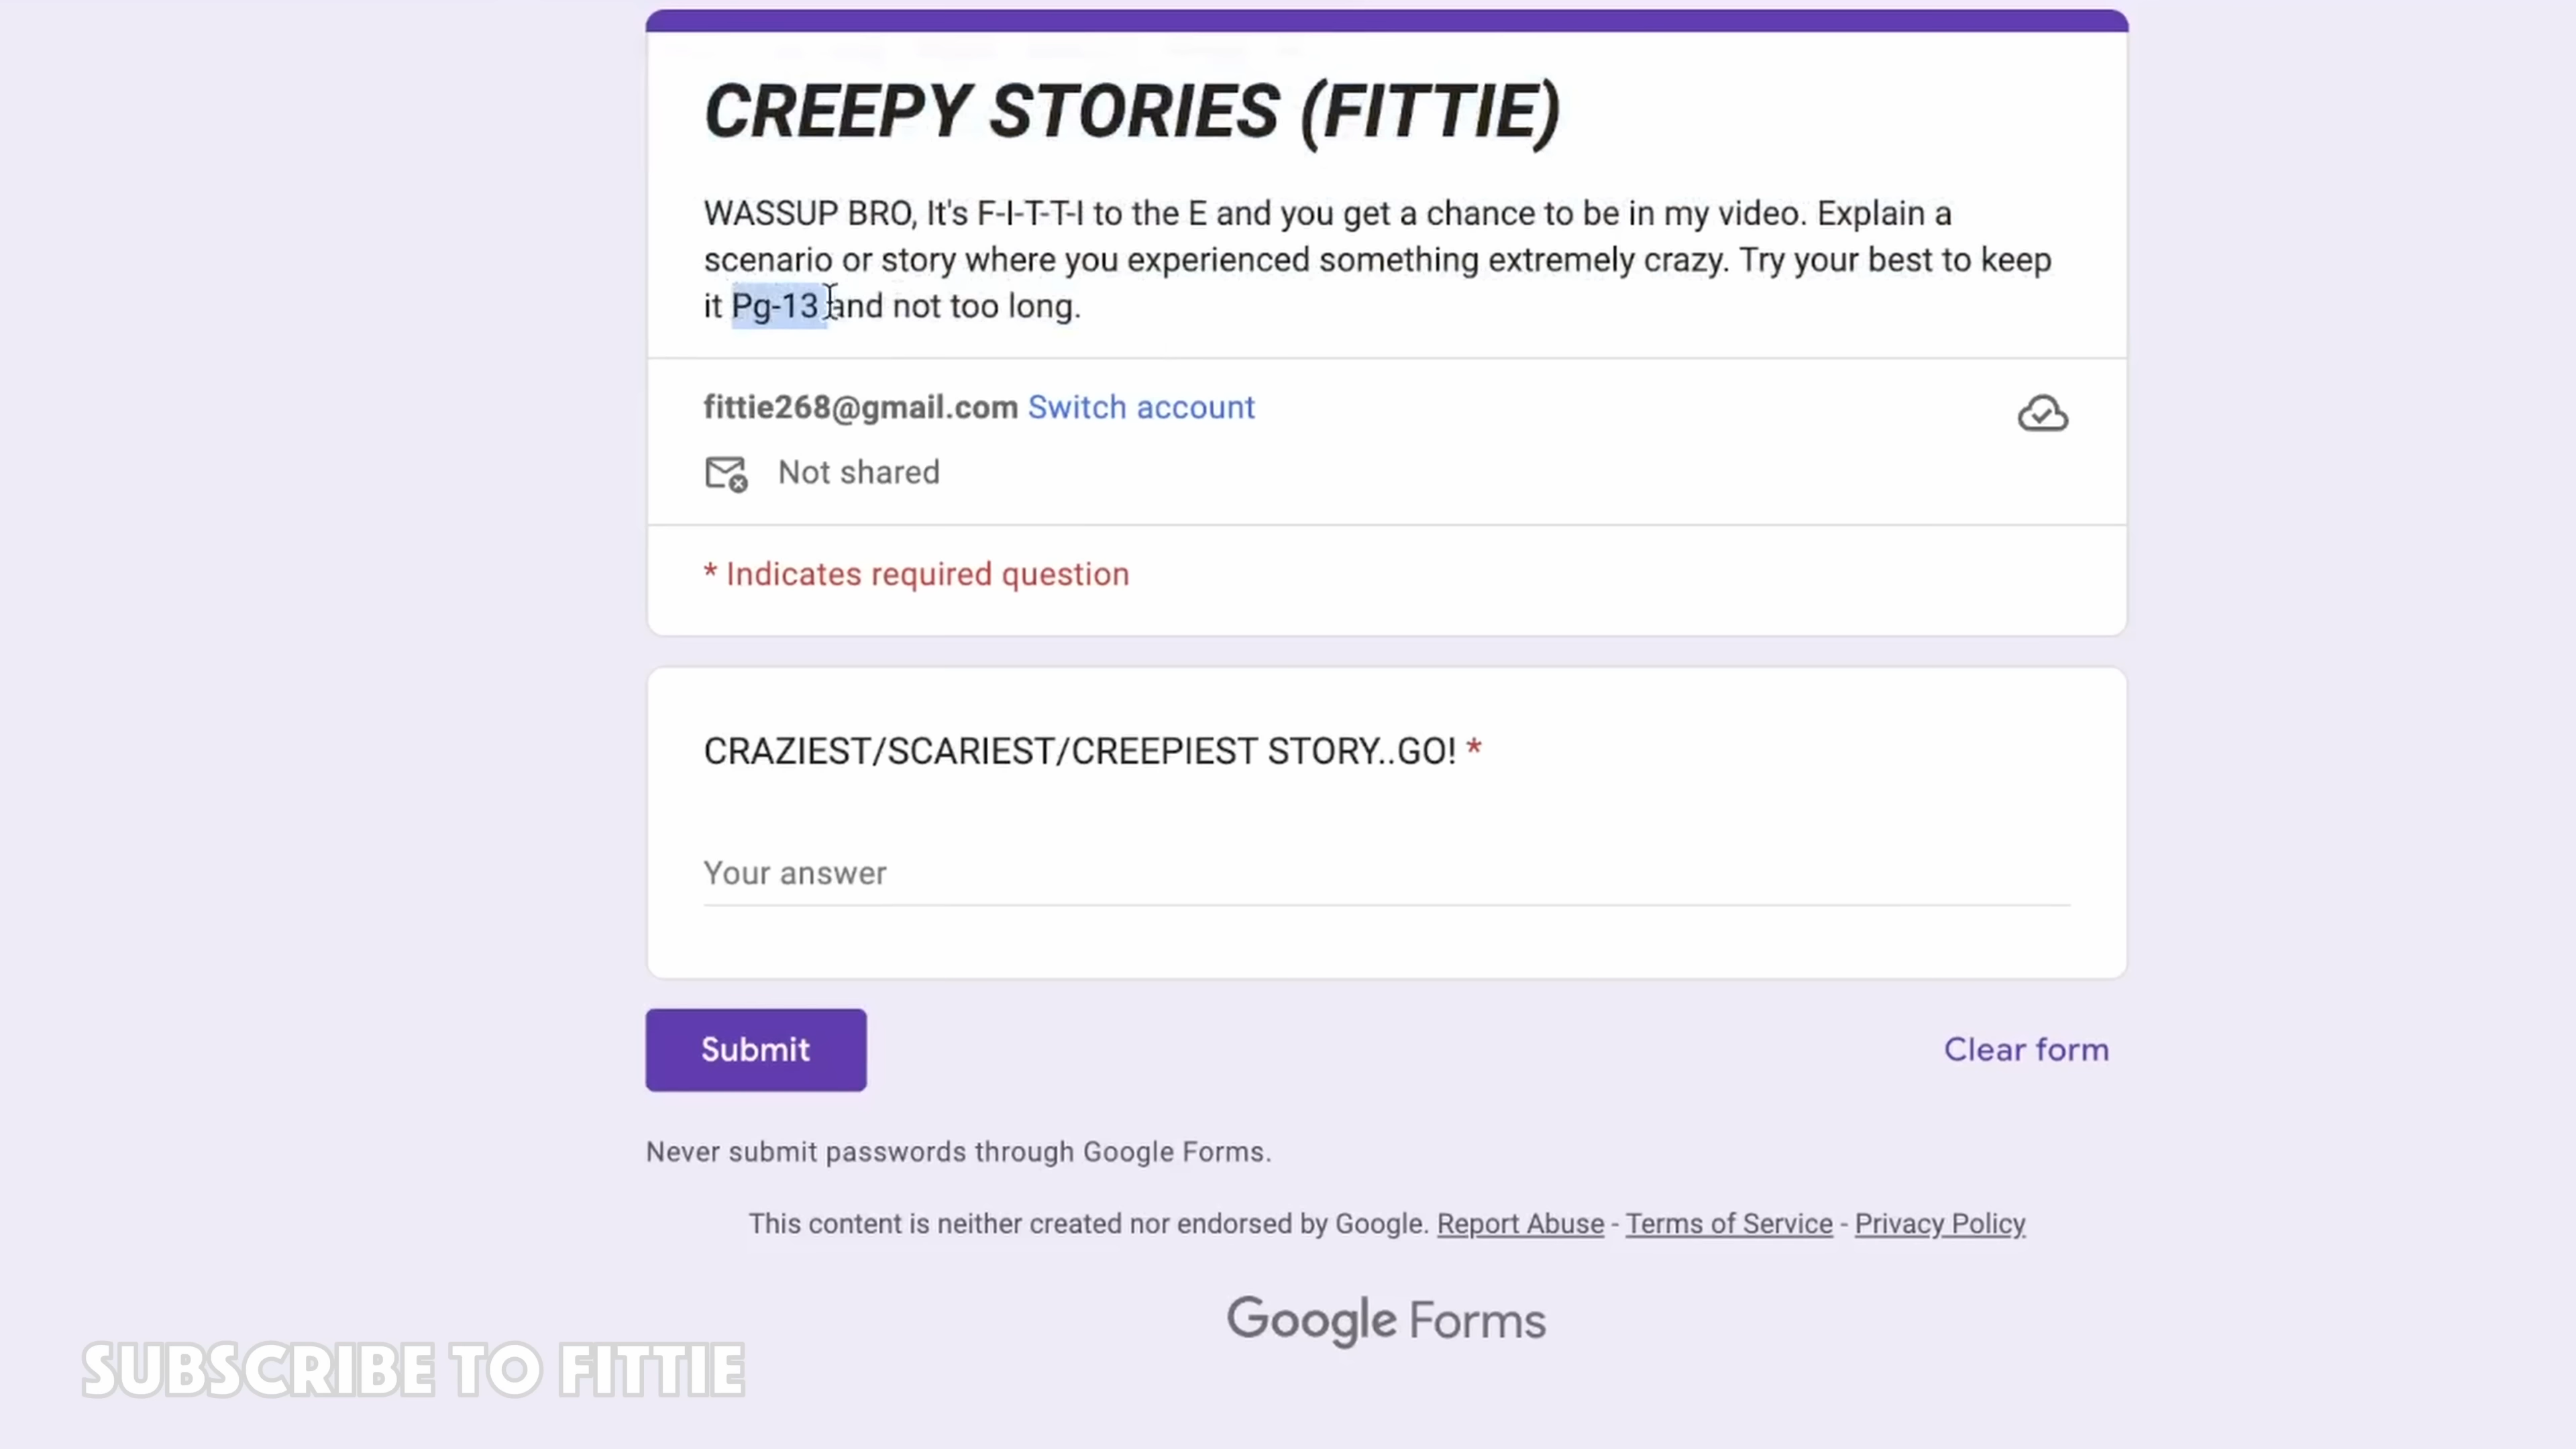 CREEPY STORIES (FITTIE)
WASSUP BRO, It's F-I-T-T-I to the E and you get a chance to be in my video. Explain a
scenario or story where you experienced something extremely crazy. Try your best to keep
it Pg-13 and not too long.
fittie268@gmail.com Switch account
Not shared
* Indicates required question
CRAZIEST/SCARIEST/CREEPIEST STORY..GO! *
Your answer
Submit
Clear form
Never submit passwords through Google Forms.
This content is neither created nor endorsed by Google. Report Abuse - Terms of Service - Privacy Policy
Google Forms
SUBSCRIBE TO FITTIE